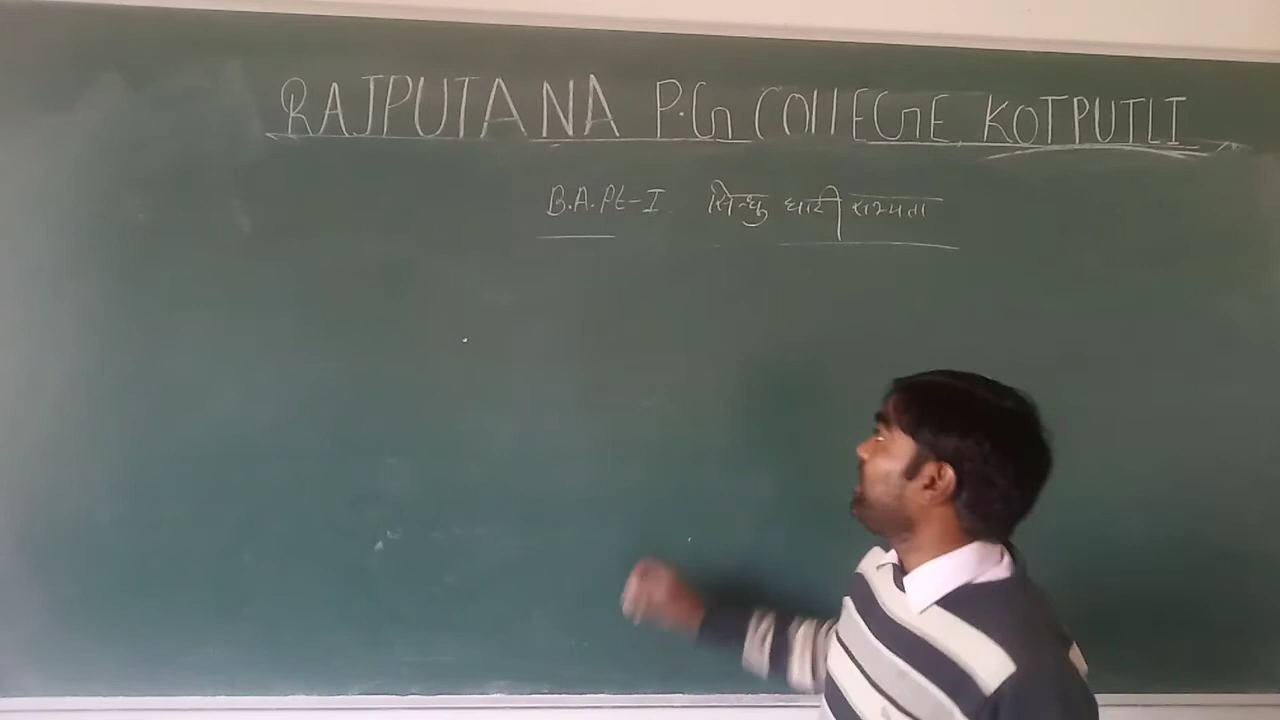 RAJPUTANA P.G COllEGE, KOTPUTLI
B.A. Pt-I सिन्धु घाटी सभ्यता